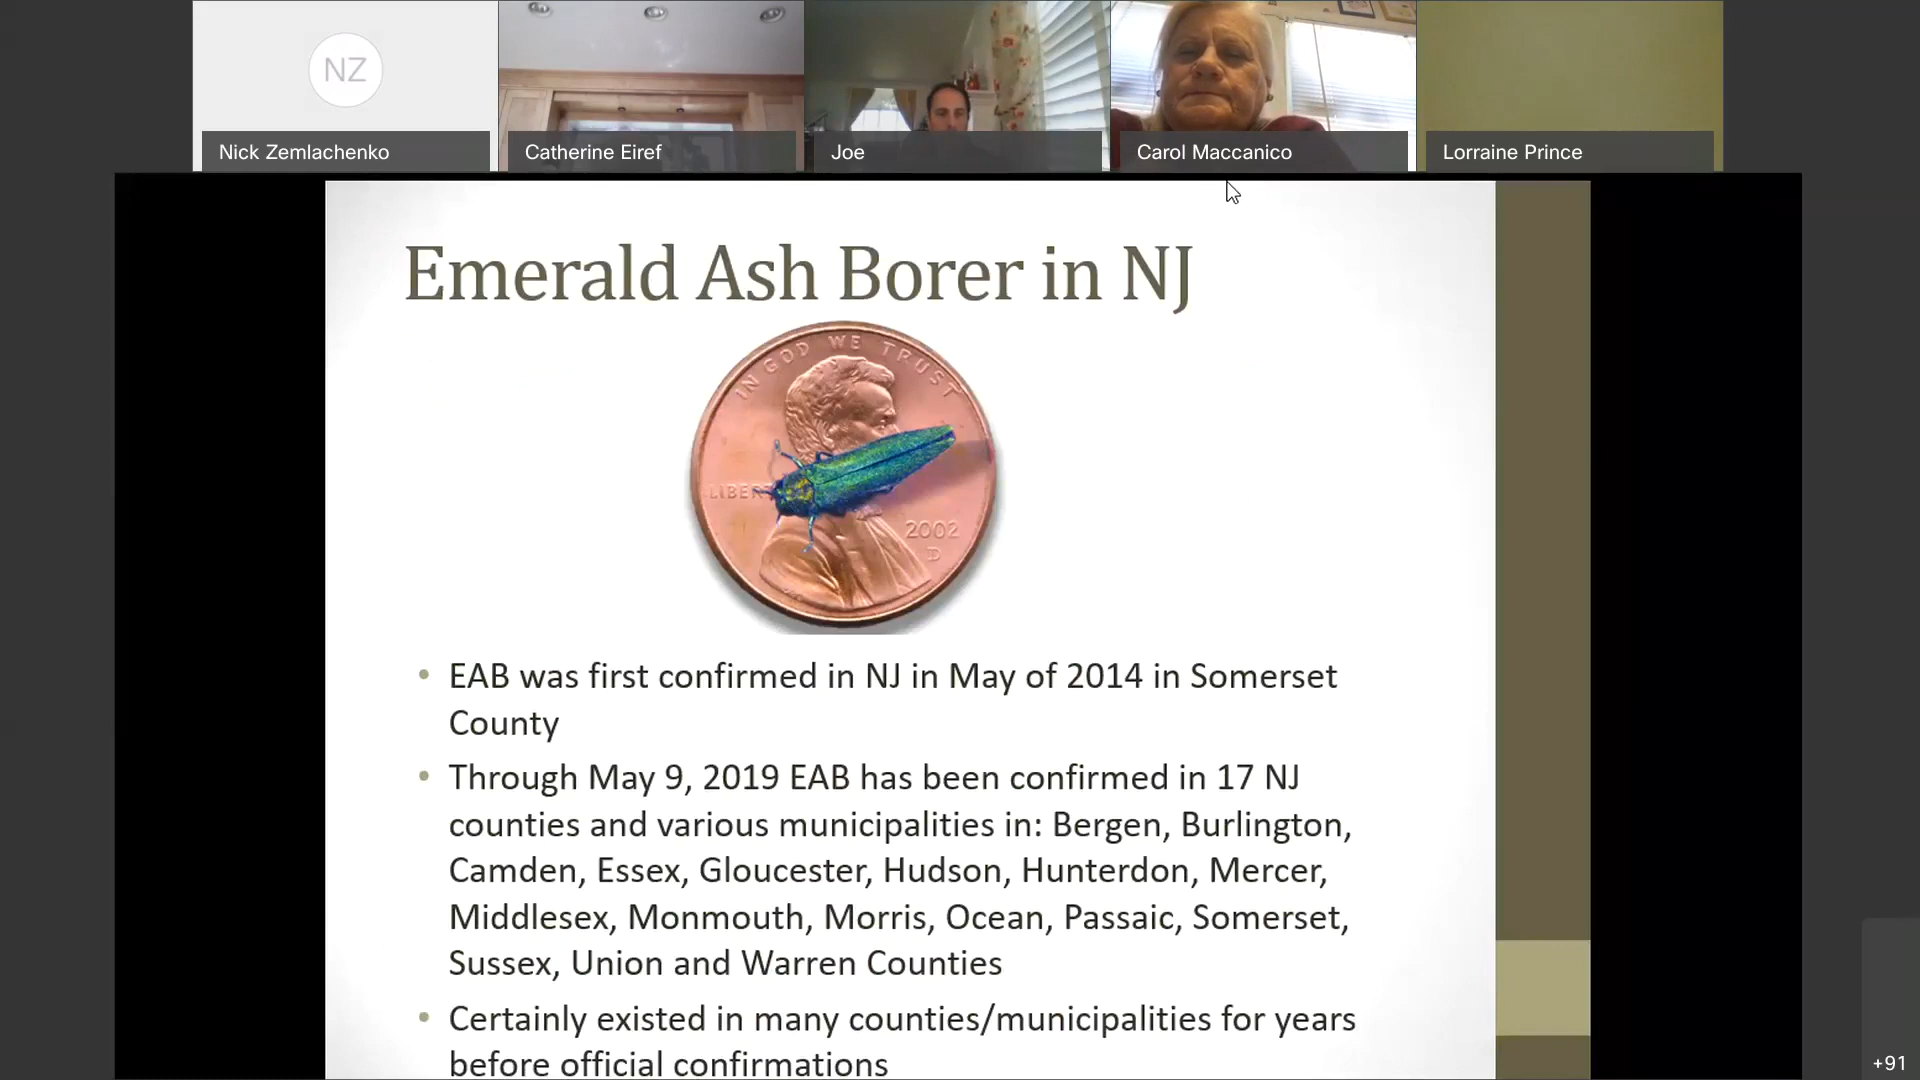 NZ
Nick Zemlachenko
Catherine Eiref
Joe
Carol Maccanico
Lorraine Prince
Emerald Ash Borer in NJ
IN GOD WE TRUST
LIBER
2002
D
• EAB was first confirmed in NJ in May of 2014 in Somerset
County
• Through May 9, 2019 EAB has been confirmed in 17 NJ
counties and various municipalities in: Bergen, Burlington,
Camden, Essex, Gloucester, Hudson, Hunterdon, Mercer,
Middlesex, Monmouth, Morris, Ocean, Passaic, Somerset,
Sussex, Union and Warren Counties
• Certainly existed in many counties/municipalities for years
before official confirmations
+91